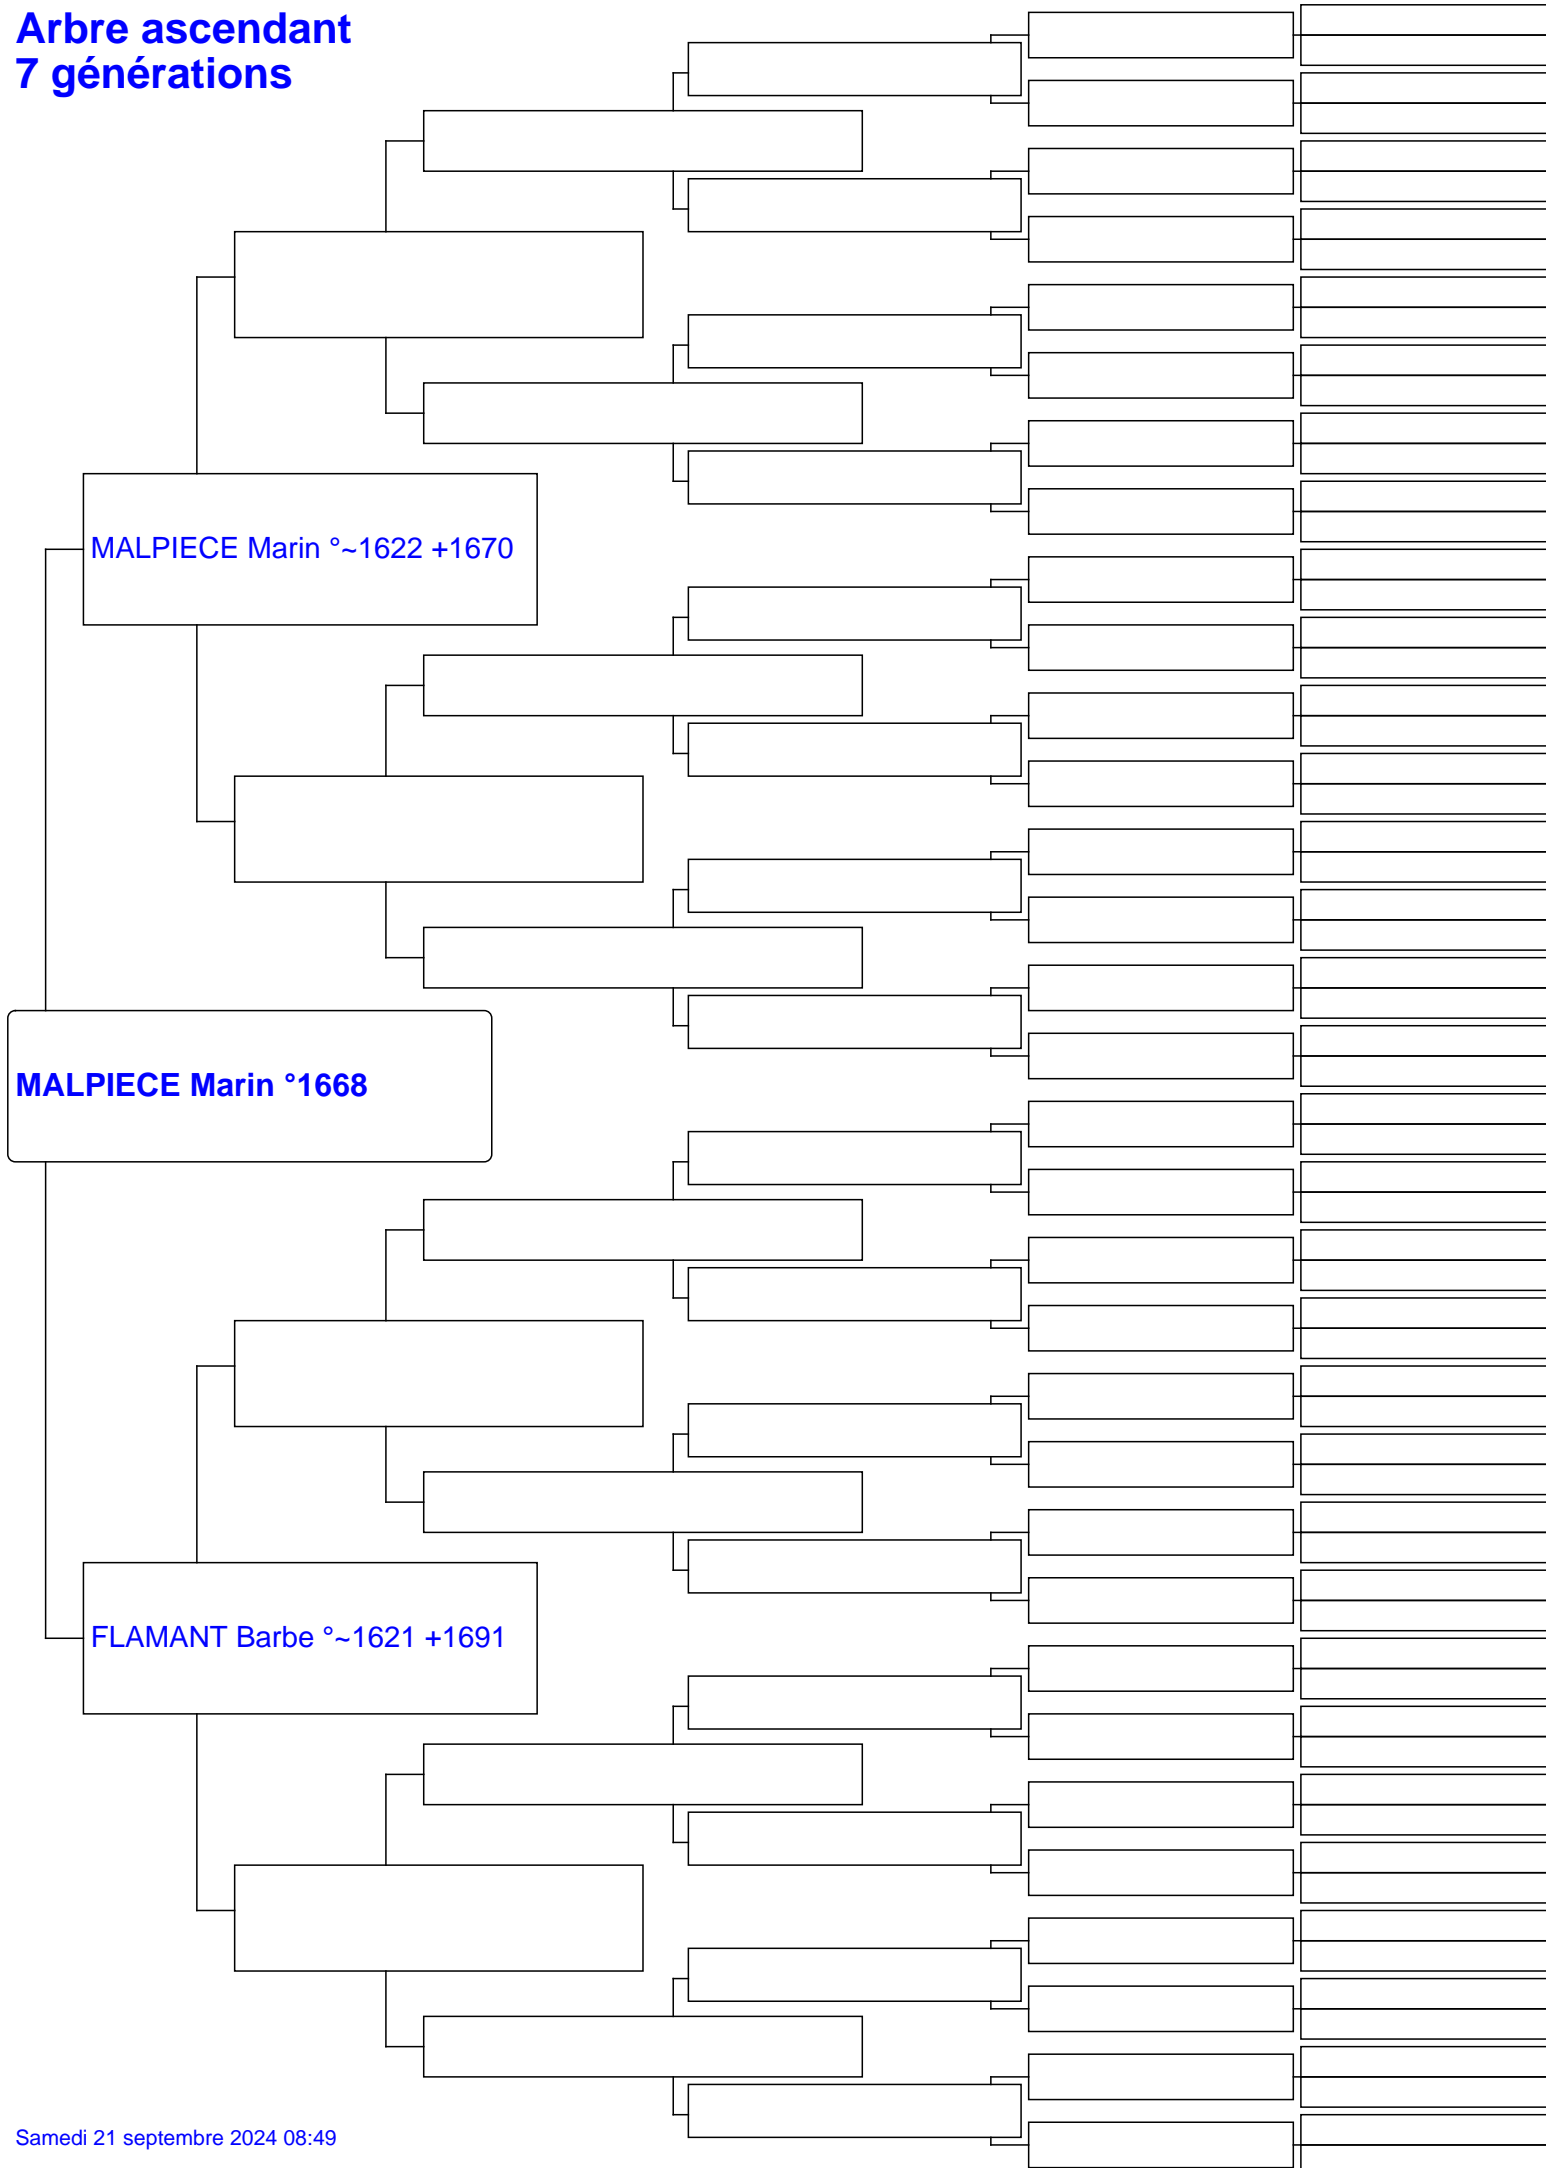 Arbre ascendant
7 générations
MALPIECE Marin °~1622 +1670
MALPIECE Marin °1668
FLAMANT Barbe °~1621 +1691
Samedi 21 septembre 2024 08:49